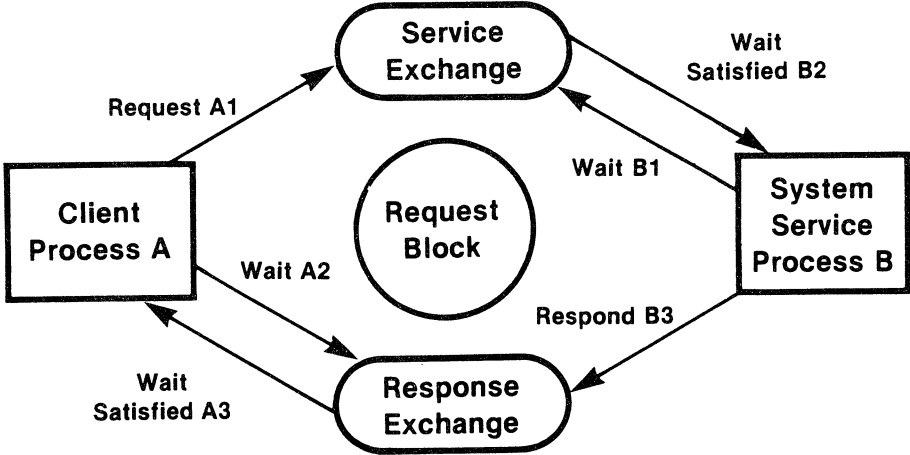 Service
Exchange
Wait
Satisfied B2
Request A1
Wait B1
Client
Process A
Request
Block
System
Service
Process B
Wait A2
Respond B3
Wait
Satisfied A3
Response
Exchange